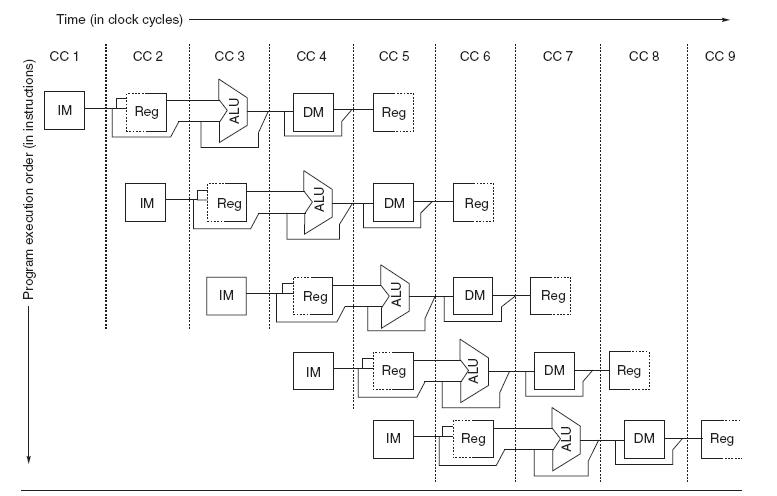 Time (in clock cycles)
CC 1 CC 2 CC 3 CC 4 CC 5 CC 6 CC 7 CC 8 CC 9
Program execution order (in instructions)
IM Reg ALU DM Reg
IM Reg ALU DM Reg
IM Reg ALU DM Reg
IM Reg ALU DM Reg
IM Reg ALU DM Reg